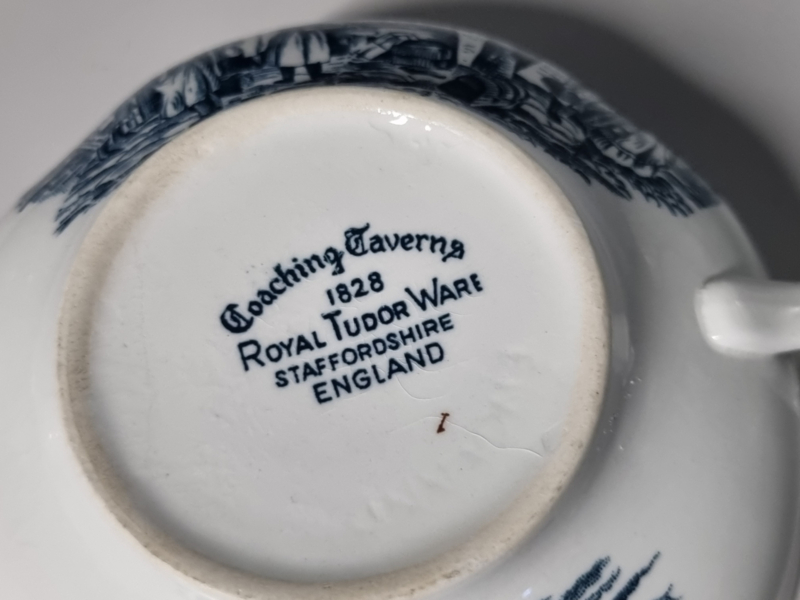 Coaching Taverns
1828
ROYAL TUDOR WARE
STAFFORDSHIRE
ENGLAND